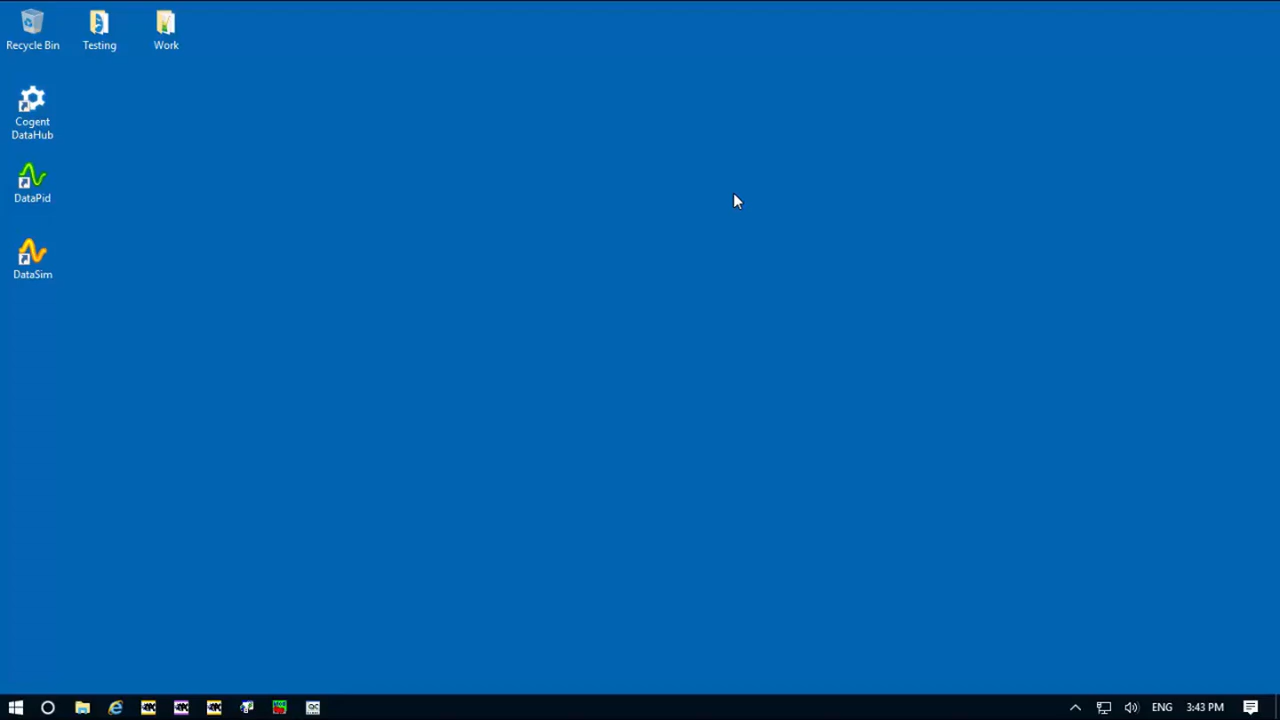 Recycle Bin
Testing
Work
Cogent
DataHub
DataPid
DataSim
ENG
3:43 PM